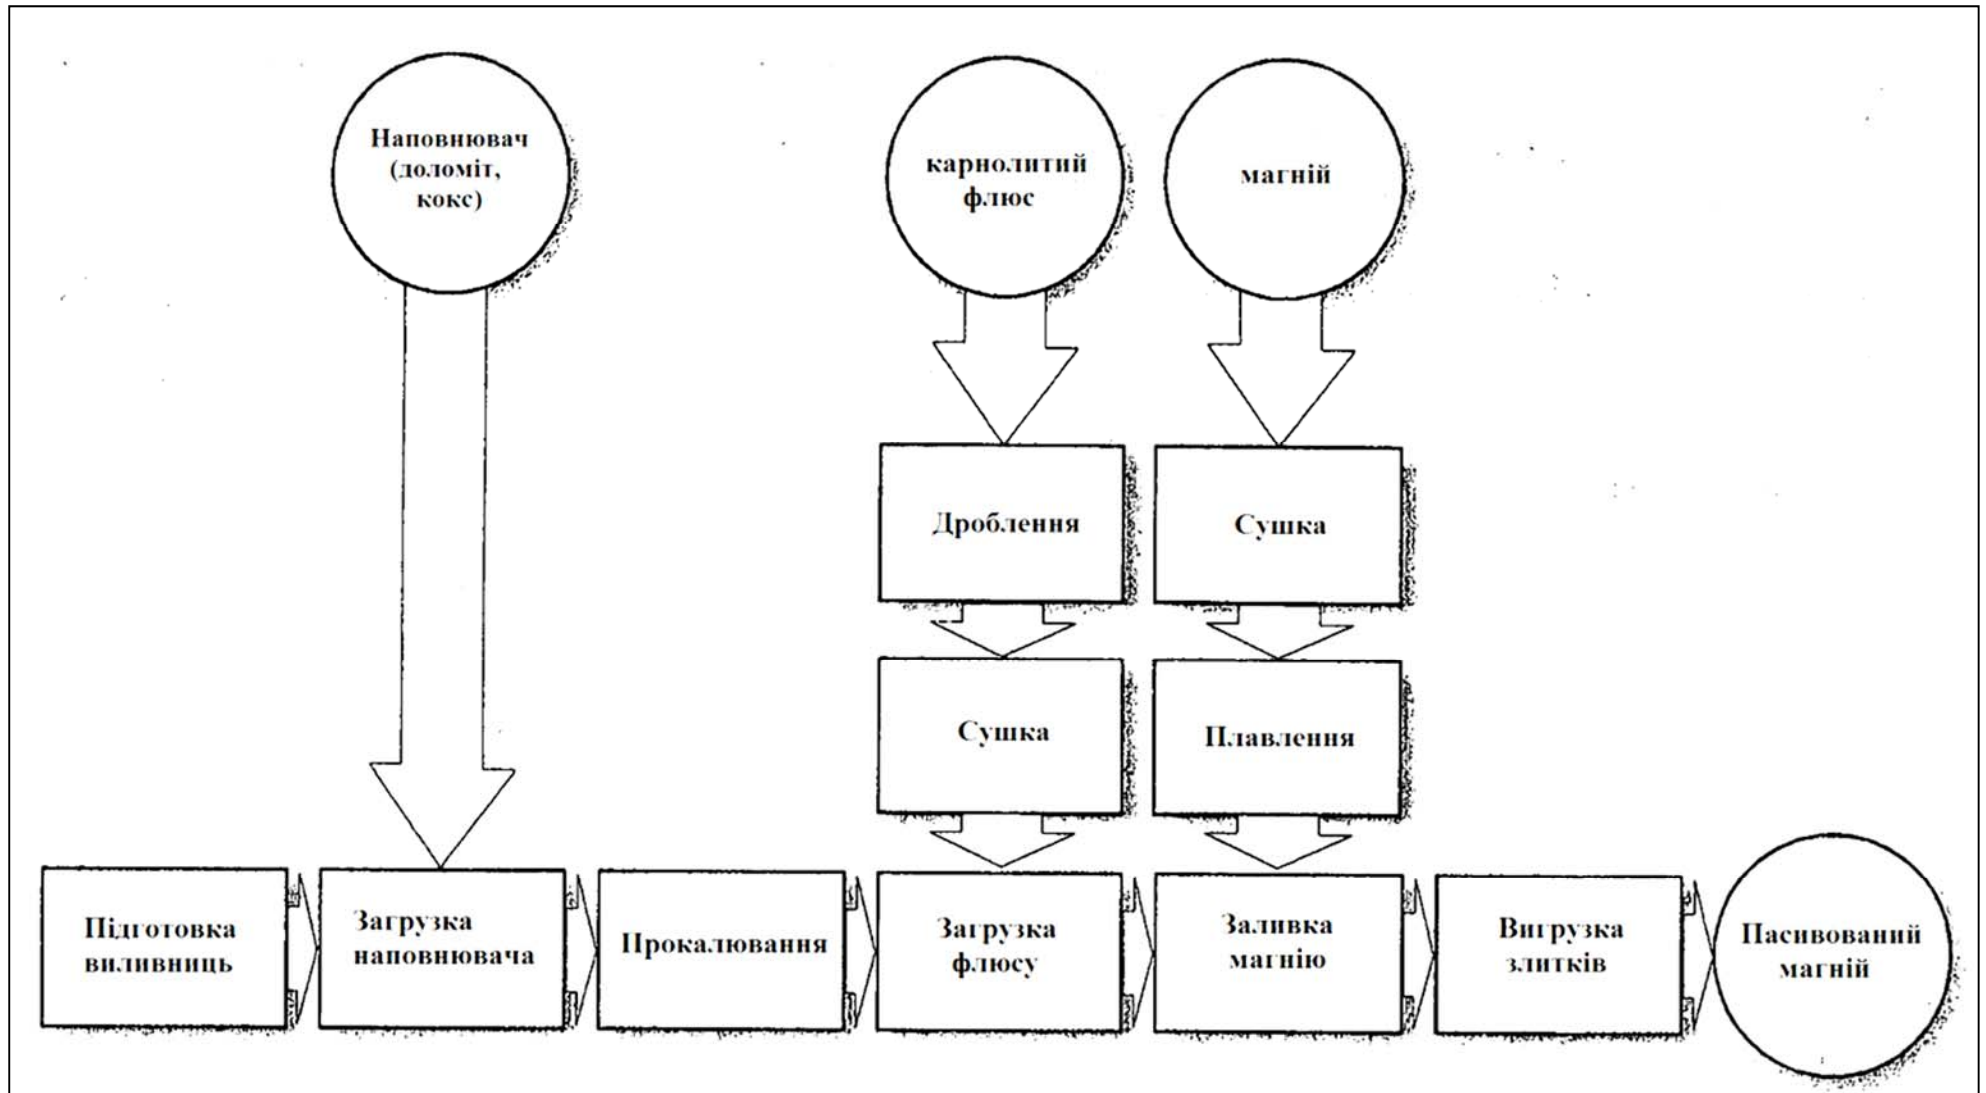 Наповнювач
(доломіт,
кокс)
карнолитий
флюс
магній
Дроблення
Сушка
Сушка
Плавлення
Підготовка
виливниць
Загрузка
наповнювача
Прокалювання
Загрузка
флюсу
Заливка
магнію
Вигрузка
злитків
Пасивований
магній